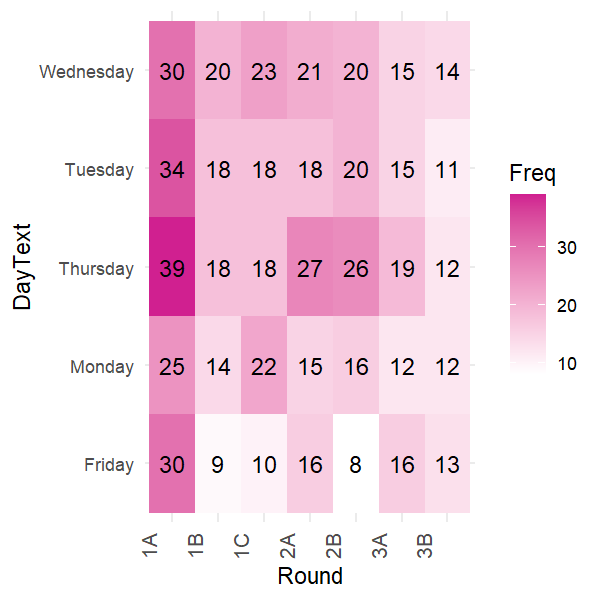 Wednesday 30 20 23 21 20 15 14
Tuesday 34 18 18 18 20 15 11
Thursday 39 18 18 27 26 19 12
Monday 25 14 22 15 16 12 12
Friday 30 9 10 16 8 16 13
1A 1B 1C 2A 2B 3A 3B
Round
DayText
Freq
30
20
10